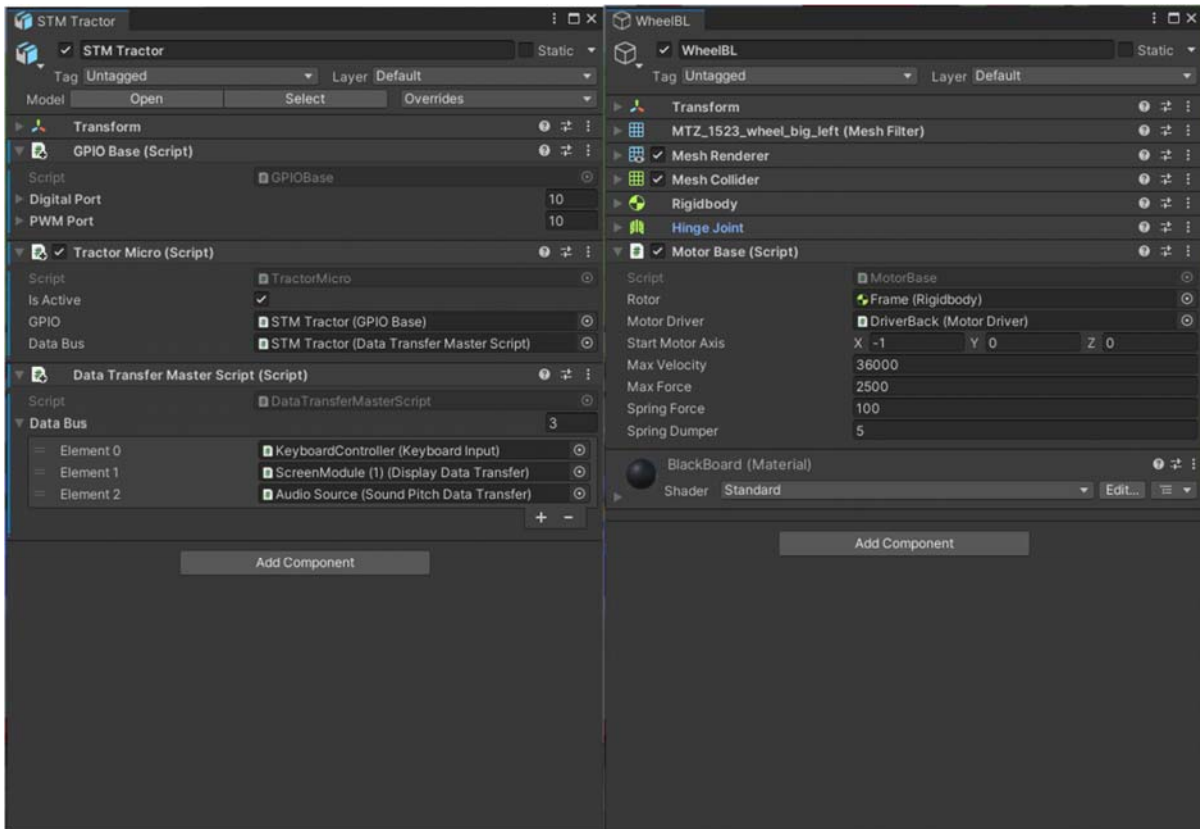 STM Tractor
STM Tractor Static
Tag Untagged Layer Default
Model Open Select Overrides
Transform
GPIO Base (Script)
Script GPIOBase
Digital Port 10
PWM Port 10
Tractor Micro (Script)
Script TractorMicro
Is Active
GPIO STM Tractor (GPIO Base)
Data Bus STM Tractor (Data Transfer Master Script)
Data Transfer Master Script (Script)
Script DataTransferMasterScript
Data Bus 3
Element 0 KeyboardController (Keyboard Input)
Element 1 ScreenModule (1) (Display Data Transfer)
Element 2 Audio Source (Sound Pitch Data Transfer)
+ -
Add Component
WheelBL
WheelBL Static
Tag Untagged Layer Default
Transform
MTZ_1523_wheel_big_left (Mesh Filter)
Mesh Renderer
Mesh Collider
Rigidbody
Hinge Joint
Motor Base (Script)
Script MotorBase
Rotor Frame (Rigidbody)
Motor Driver DriverBack (Motor Driver)
Start Motor Axis X -1 Y 0 Z 0
Max Velocity 36000
Max Force 2500
Spring Force 100
Spring Dumper 5
BlackBoard (Material)
Shader Standard Edit...
Add Component